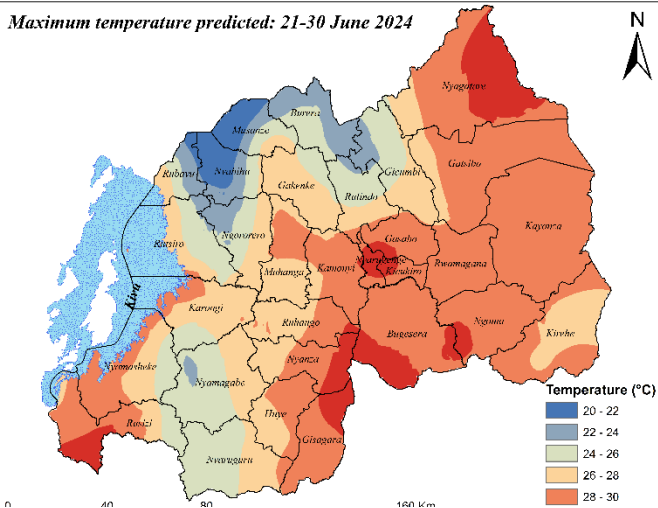 Maximum temperature predicted: 21-30 June 2024
N
Nyagatare
Burera
Musanze
Gatsibo
Rubavu
Nyabihu
Gicumbi
Gakenke
Rulindo
Kayonza
Ngororero
Rutsiro
Gasabo
Nyarugenge
Kicukiro
Rwamagana
Muhanga
Kamonyi
Kivu
Karongi
Ruhango
Bugesera
Ngoma
Kirehe
Nyanza
Nyamasheke
Nyamagabe
Huye
Rusizi
Gisagara
Nyaruguru
Temperature (°C)
20 - 22
22 - 24
24 - 26
26 - 28
28 - 30
0 40 80 160 Km